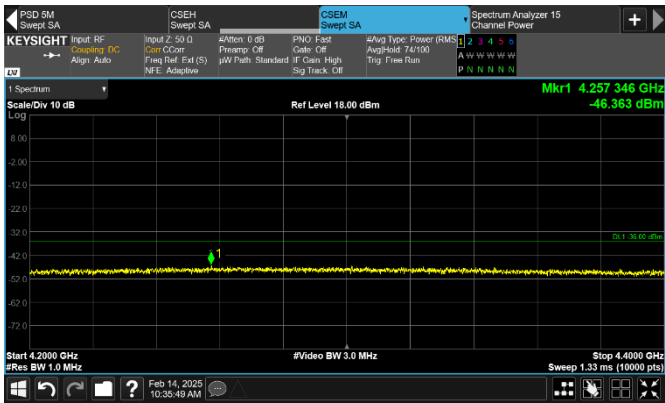 PSD 5M
Swept SA
CSEH
Swept SA
CSEM
Swept SA
Spectrum Analyzer 15
Channel Power
KEYSIGHT
Input: RF
Coupling: DC
Align: Auto
Input Z: 50 Ω
Corr CCorr
Freq Ref: Ext (S)
NFE: Adaptive
#Atten: 0 dB
Preamp: Off
µW Path: Standard
PNO: Fast
Gate: Off
IF Gain: High
Sig Track: Off
#Avg Type: Power (RMS
Avg|Hold: 74/100
Trig: Free Run
1 2 3 4 5 6
A W W W W W
P N N N N N
LXI
1 Spectrum
Scale/Div 10 dB
Ref Level 18.00 dBm
Mkr1 4.257 346 GHz
-46.363 dBm
Log
8.00
-2.00
-12.0
-22.0
-32.0
DL1 -36.00 dBm
-42.0
1
-52.0
-62.0
-72.0
Start 4.2000 GHz
#Res BW 1.0 MHz
#Video BW 3.0 MHz
Stop 4.4000 GHz
Sweep 1.33 ms (10000 pts)
?
Feb 14, 2025
10:35:49 AM